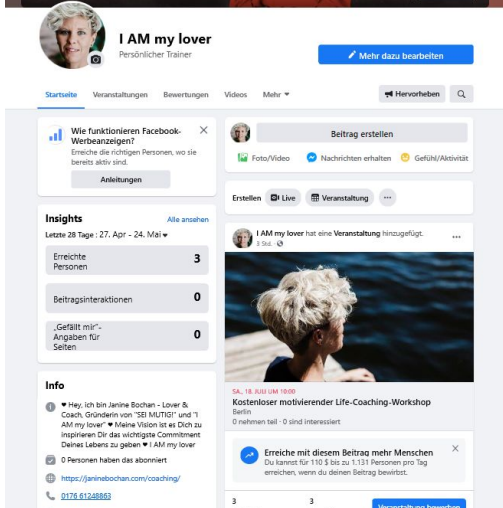 I AM my lover
Persönlicher Trainer
Mehr dazu bearbeiten
Startseite Veranstaltungen Bewertungen Videos Mehr
Hervorheben
Wie funktionieren Facebook-
Werbeanzeigen?
Erreiche die richtigen Personen, wo sie
bereits aktiv sind.
Anleitungen
Insights Alle ansehen
Letzte 28 Tage : 27. Apr - 24. Mai
Erreichte
Personen 3
Beitragsinteraktionen 0
„Gefällt mir“-
Angaben für
Seiten 0
Info
♥ Hey, ich bin Janine Bochan - Lover &
Coach, Gründerin von "SEI MUTIG!" und "I
AM my lover" ♥ Meine Vision ist es Dich zu
inspirieren Dir das wichtigste Commitment
Deines Lebens zu geben ♥ I AM my lover
0 Personen haben das abonniert
https://janinebochan.com/coaching/
0176 61248863
Beitrag erstellen
Foto/Video Nachrichten erhalten Gefühl/Aktivität
Erstellen Live Veranstaltung ...
I AM my lover hat eine Veranstaltung hinzugefügt.
3 Std. ·
SA., 18. JULI UM 10:00
Kostenloser motivierender Life-Coaching-Workshop
Berlin
0 nehmen teil · 0 sind interessiert
Erreiche mit diesem Beitrag mehr Menschen
Du kannst für 110 $ bis zu 1.131 Personen pro Tag
erreichen, wenn du deinen Beitrag bewirbst.
3 3 Veranstaltung bewerben